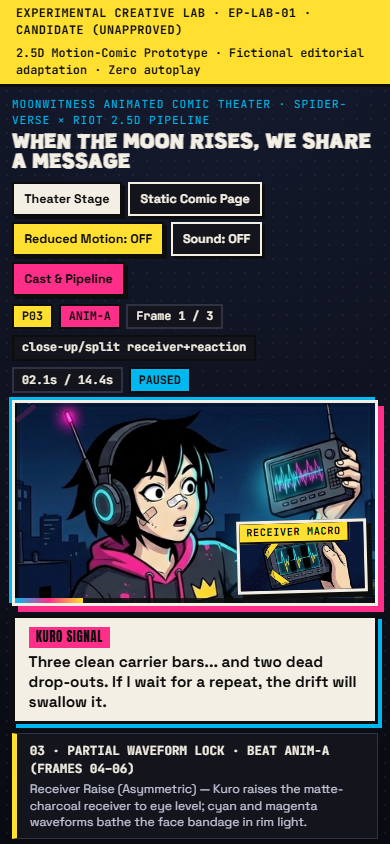 EXPERIMENTAL CREATIVE LAB · EP-LAB-01 ·
CANDIDATE (UNAPPROVED)
2.5D Motion-Comic Prototype · Fictional editorial
adaptation · Zero autoplay
MOONWITNESS ANIMATED COMIC THEATER · SPIDER-
VERSE × RIOT 2.5D PIPELINE
WHEN THE MOON RISES, WE SHARE
A MESSAGE
Theater Stage
Static Comic Page
Reduced Motion: OFF
Sound: OFF
Cast & Pipeline
P03
ANIM-A
Frame 1 / 3
close-up/split receiver+reaction
02.1s / 14.4s
PAUSED
RECEIVER MACRO
KURO SIGNAL
Three clean carrier bars... and two dead
drop-outs. If I wait for a repeat, the drift will
swallow it.
03 · PARTIAL WAVEFORM LOCK · BEAT ANIM-A
(FRAMES 04–06)
Receiver Raise (Asymmetric) — Kuro raises the matte-
charcoal receiver to eye level; cyan and magenta
waveforms bathe the face bandage in rim light.